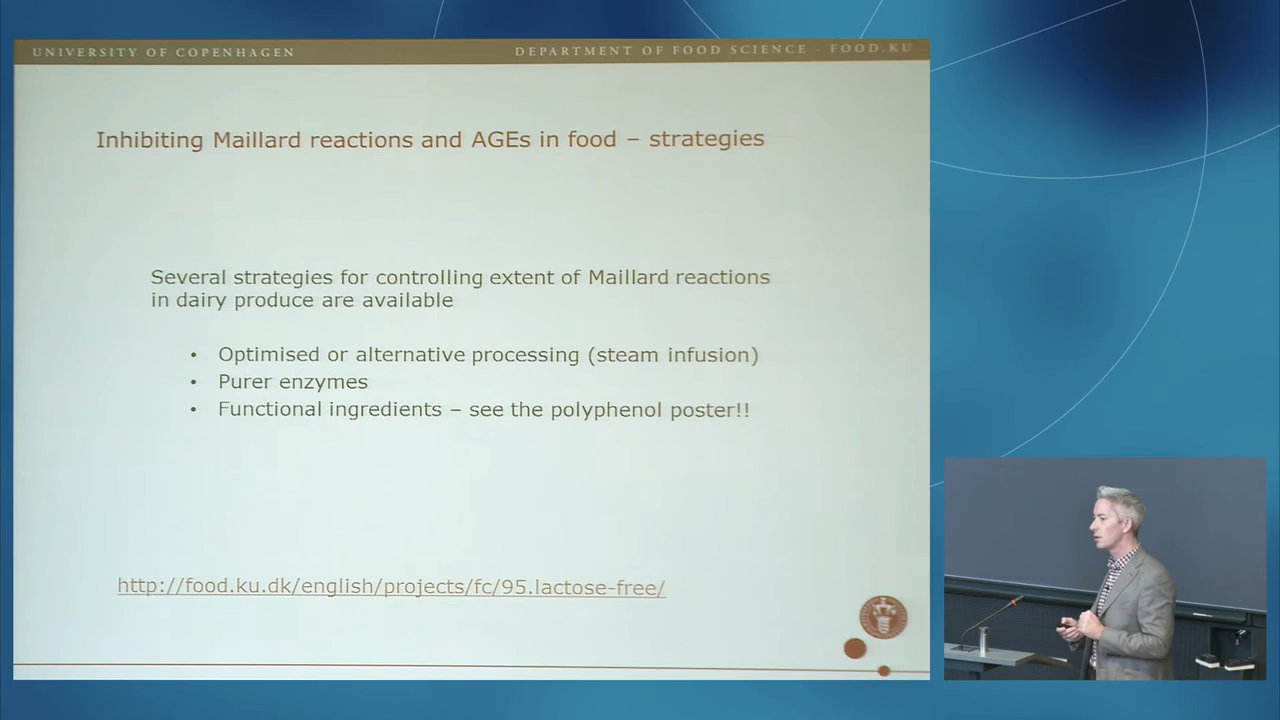 UNIVERSITY OF COPENHAGEN
DEPARTMENT OF FOOD SCIENCE - FOOD.KU
Inhibiting Maillard reactions and AGEs in food – strategies
Several strategies for controlling extent of Maillard reactions
in dairy produce are available
• Optimised or alternative processing (steam infusion)
• Purer enzymes
• Functional ingredients – see the polyphenol poster!!
http://food.ku.dk/english/projects/fc/95.lactose-free/